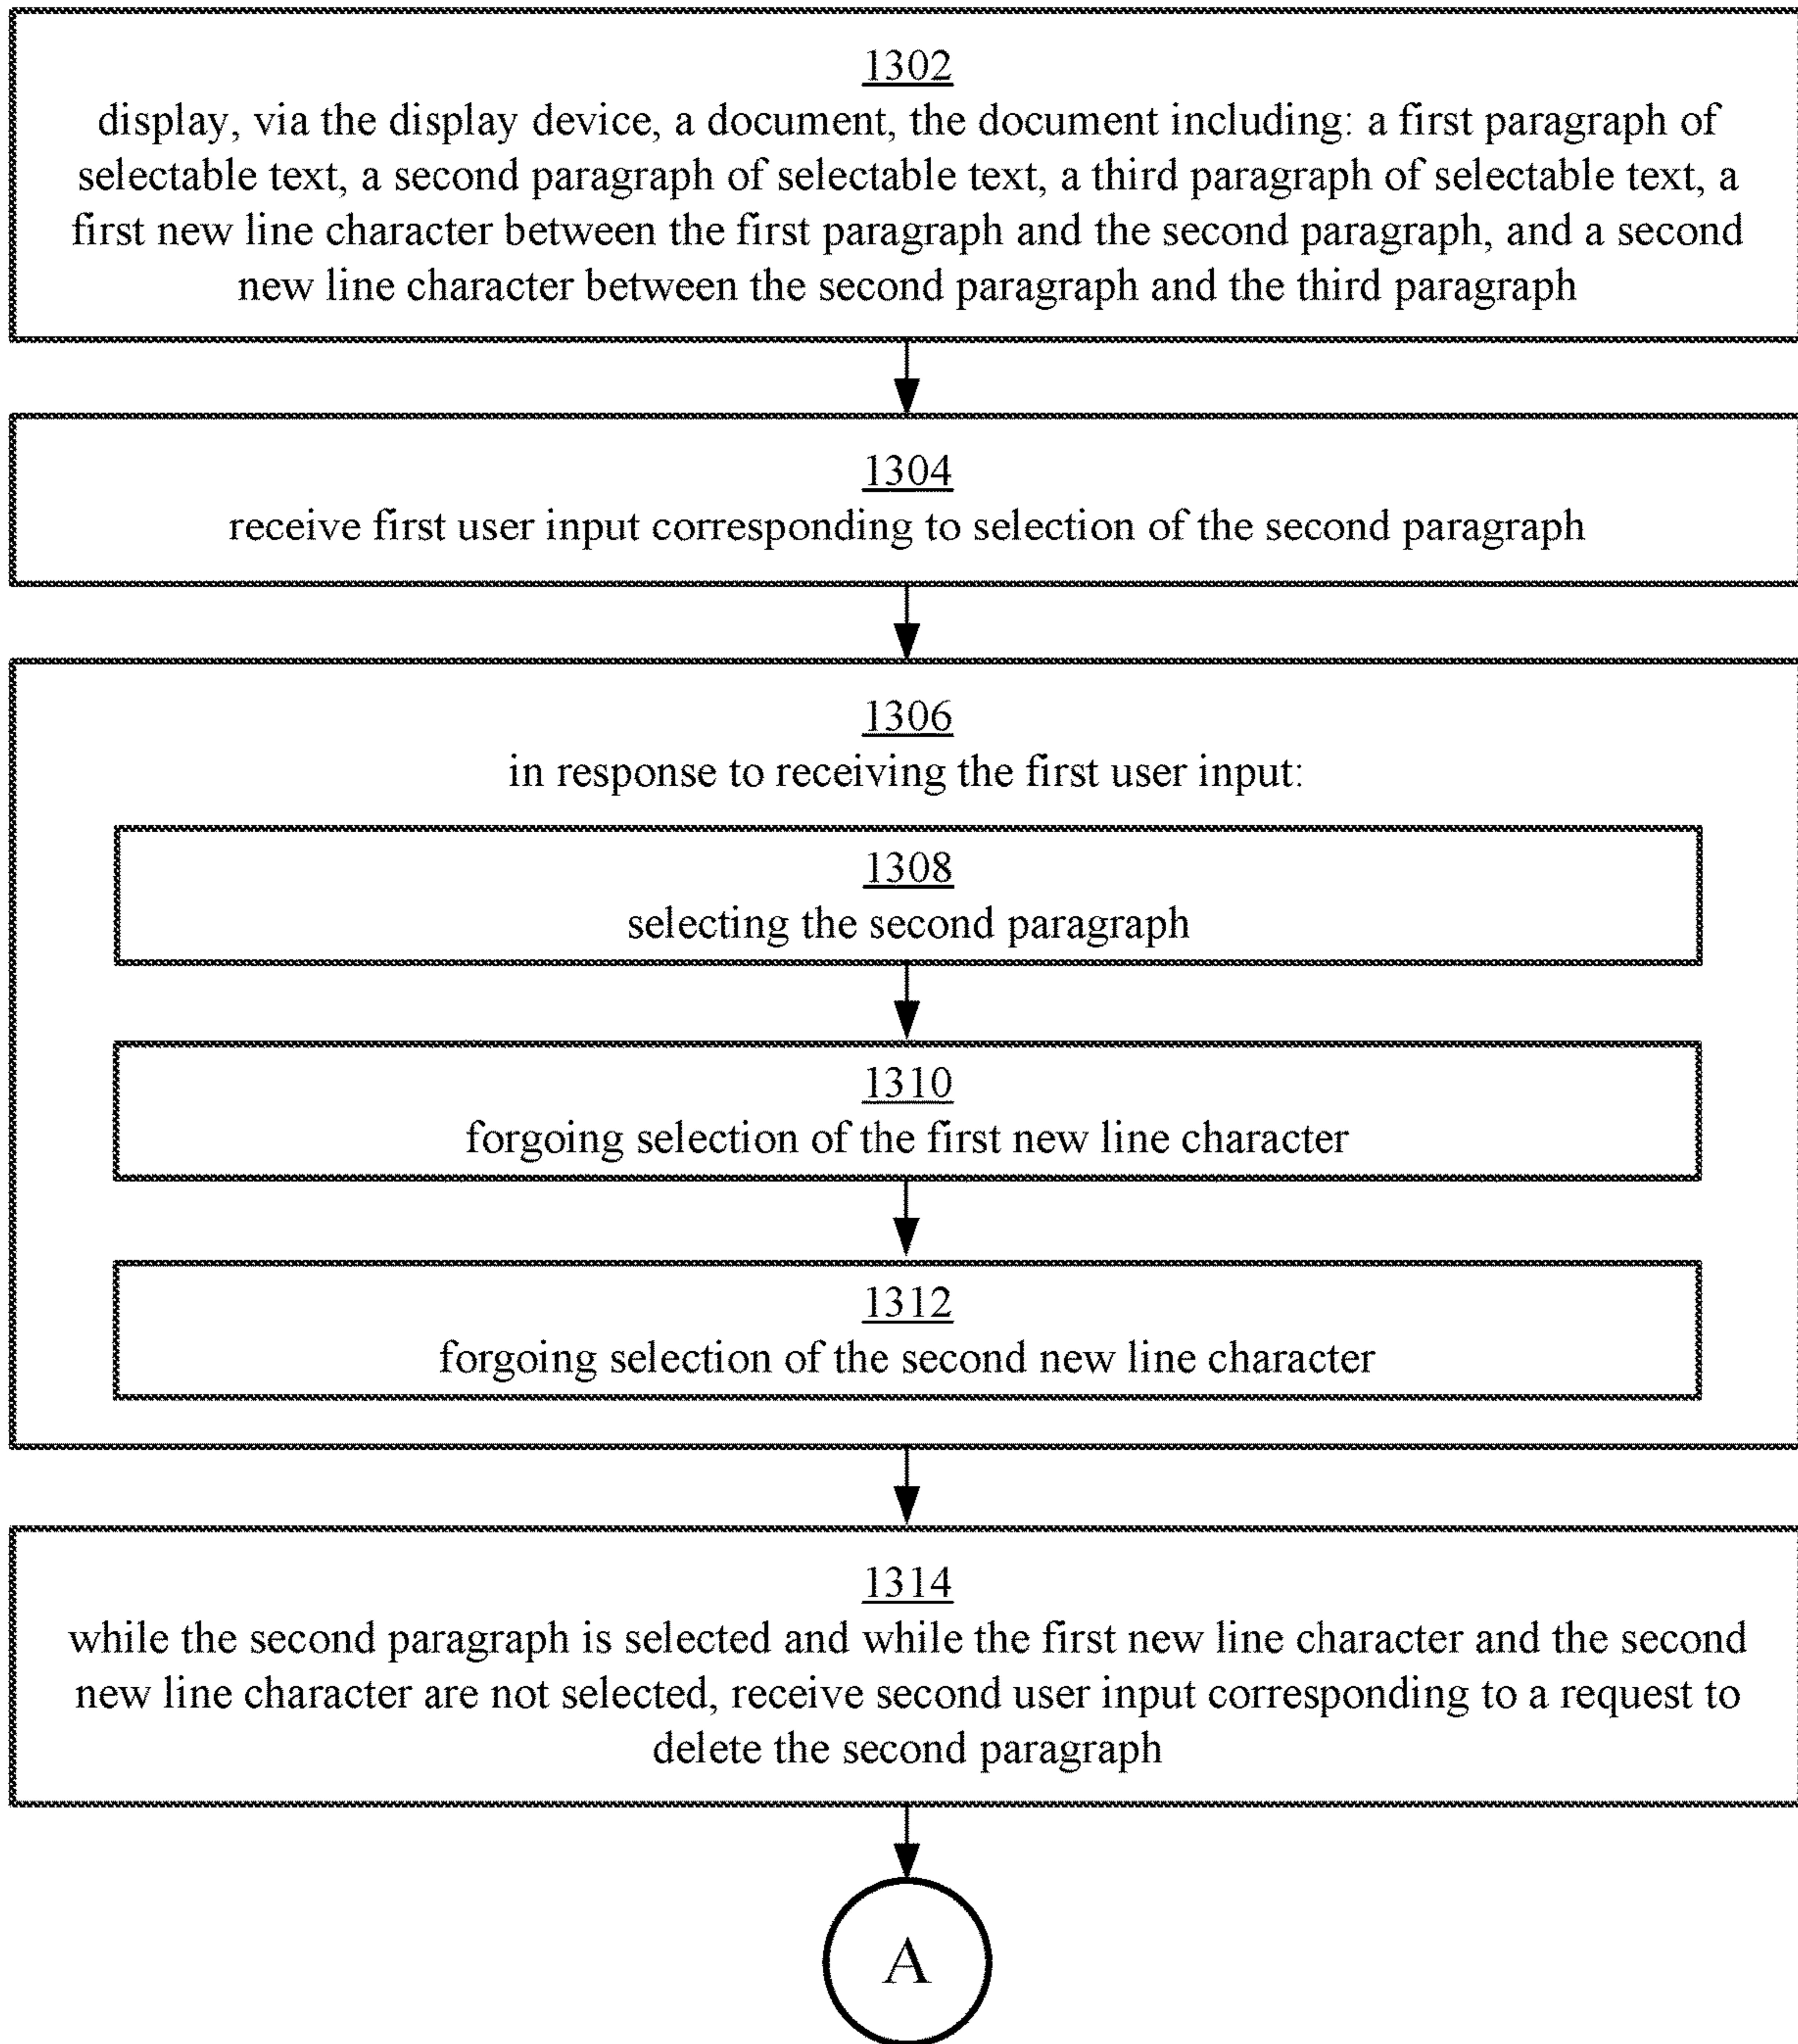 1302
display, via the display device, a document, the document including: a first paragraph of
selectable text, a second paragraph of selectable text, a third paragraph of selectable text, a
first new line character between the first paragraph and the second paragraph, and a second
new line character between the second paragraph and the third paragraph
1304
receive first user input corresponding to selection of the second paragraph
1306
in response to receiving the first user input:
1308
selecting the second paragraph
1310
forgoing selection of the first new line character
1312
forgoing selection of the second new line character
1314
while the second paragraph is selected and while the first new line character and the second
new line character are not selected, receive second user input corresponding to a request to
delete the second paragraph
A